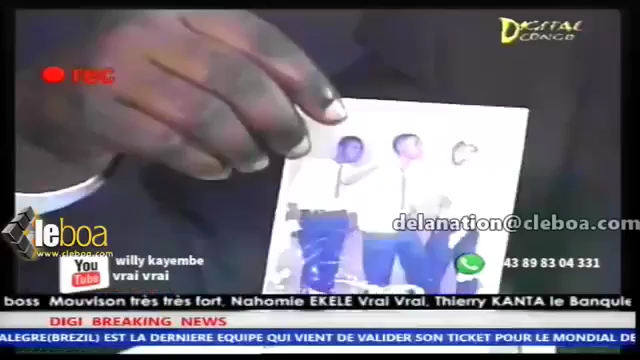 DIGITAL
CONGO
rec
delanation@cleboa.com
cleboa
www.cleboa.com
You Tube
willy kayembe
vrai vrai
43 89 83 04 331
boss Mouvison très très fort, Nahomie EKELE Vrai Vrai, Thierry KANTA le Banquie
DIGI BREAKING NEWS
ALEGRE(BREZIL) EST LA DERNIERE EQUIPE QUI VIENT DE VALIDER SON TICKET POUR LE MONDIAL DE